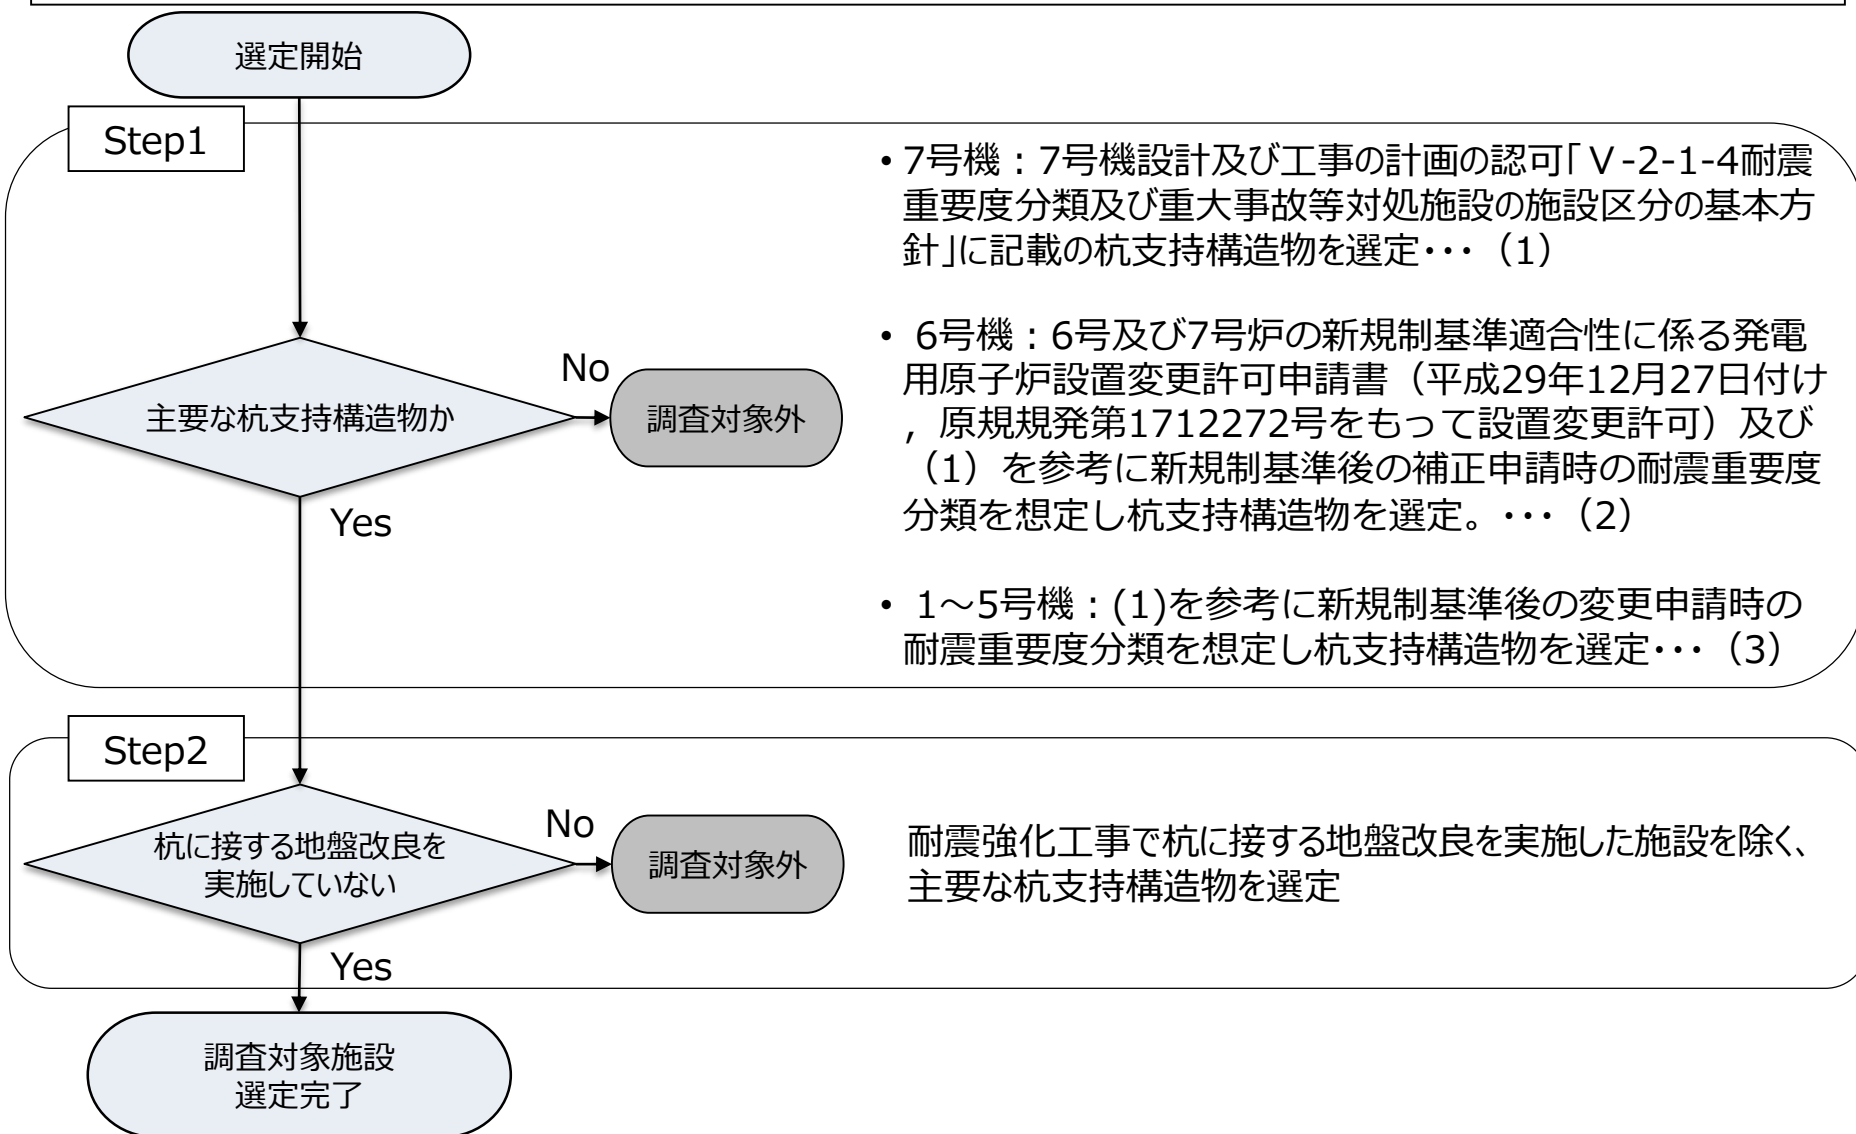 選定開始
Step1
主要な杭支持構造物か
No
調査対象外
Yes
• 7号機：7号機設計及び工事の計画の認可「Ⅴ-2-1-4耐震
重要度分類及び重大事故等対処施設の施設区分の基本方
針」に記載の杭支持構造物を選定･･･（1）
• 6号機：6号及び7号炉の新規制基準適合性に係る発電
用原子炉設置変更許可申請書（平成29年12月27日付け
，原規規発第1712272号をもって設置変更許可）及び
（1）を参考に新規制基準後の補正申請時の耐震重要度
分類を想定し杭支持構造物を選定。･･･（2）
• 1～5号機：(1)を参考に新規制基準後の変更申請時の
耐震重要度分類を想定し杭支持構造物を選定･･･（3）
Step2
杭に接する地盤改良を
実施していない
No
調査対象外
Yes
耐震強化工事で杭に接する地盤改良を実施した施設を除く、
主要な杭支持構造物を選定
調査対象施設
選定完了